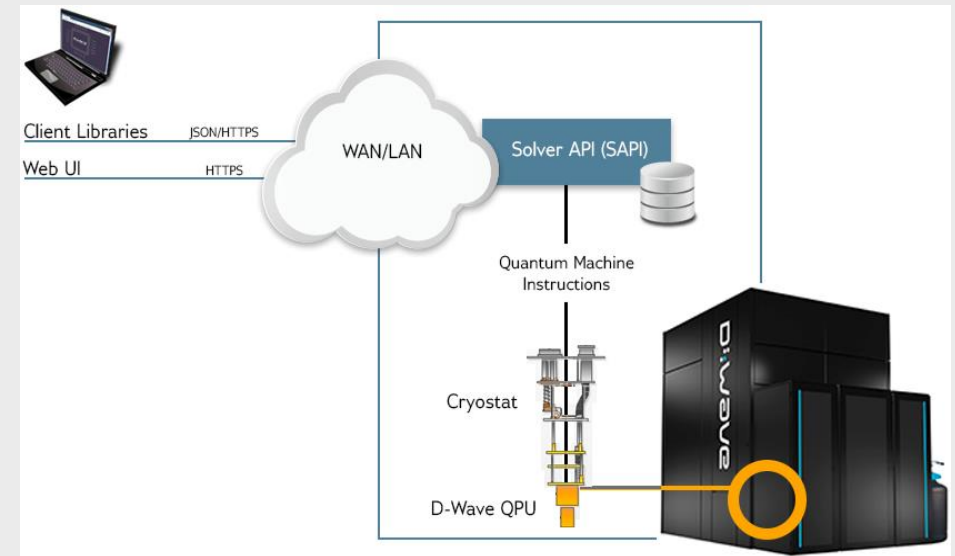 Client Libraries JSON/HTTPS
Web UI HTTPS
WAN/LAN
Solver API (SAPI)
Quantum Machine
Instructions
Cryostat
D-Wave QPU
D:Wave